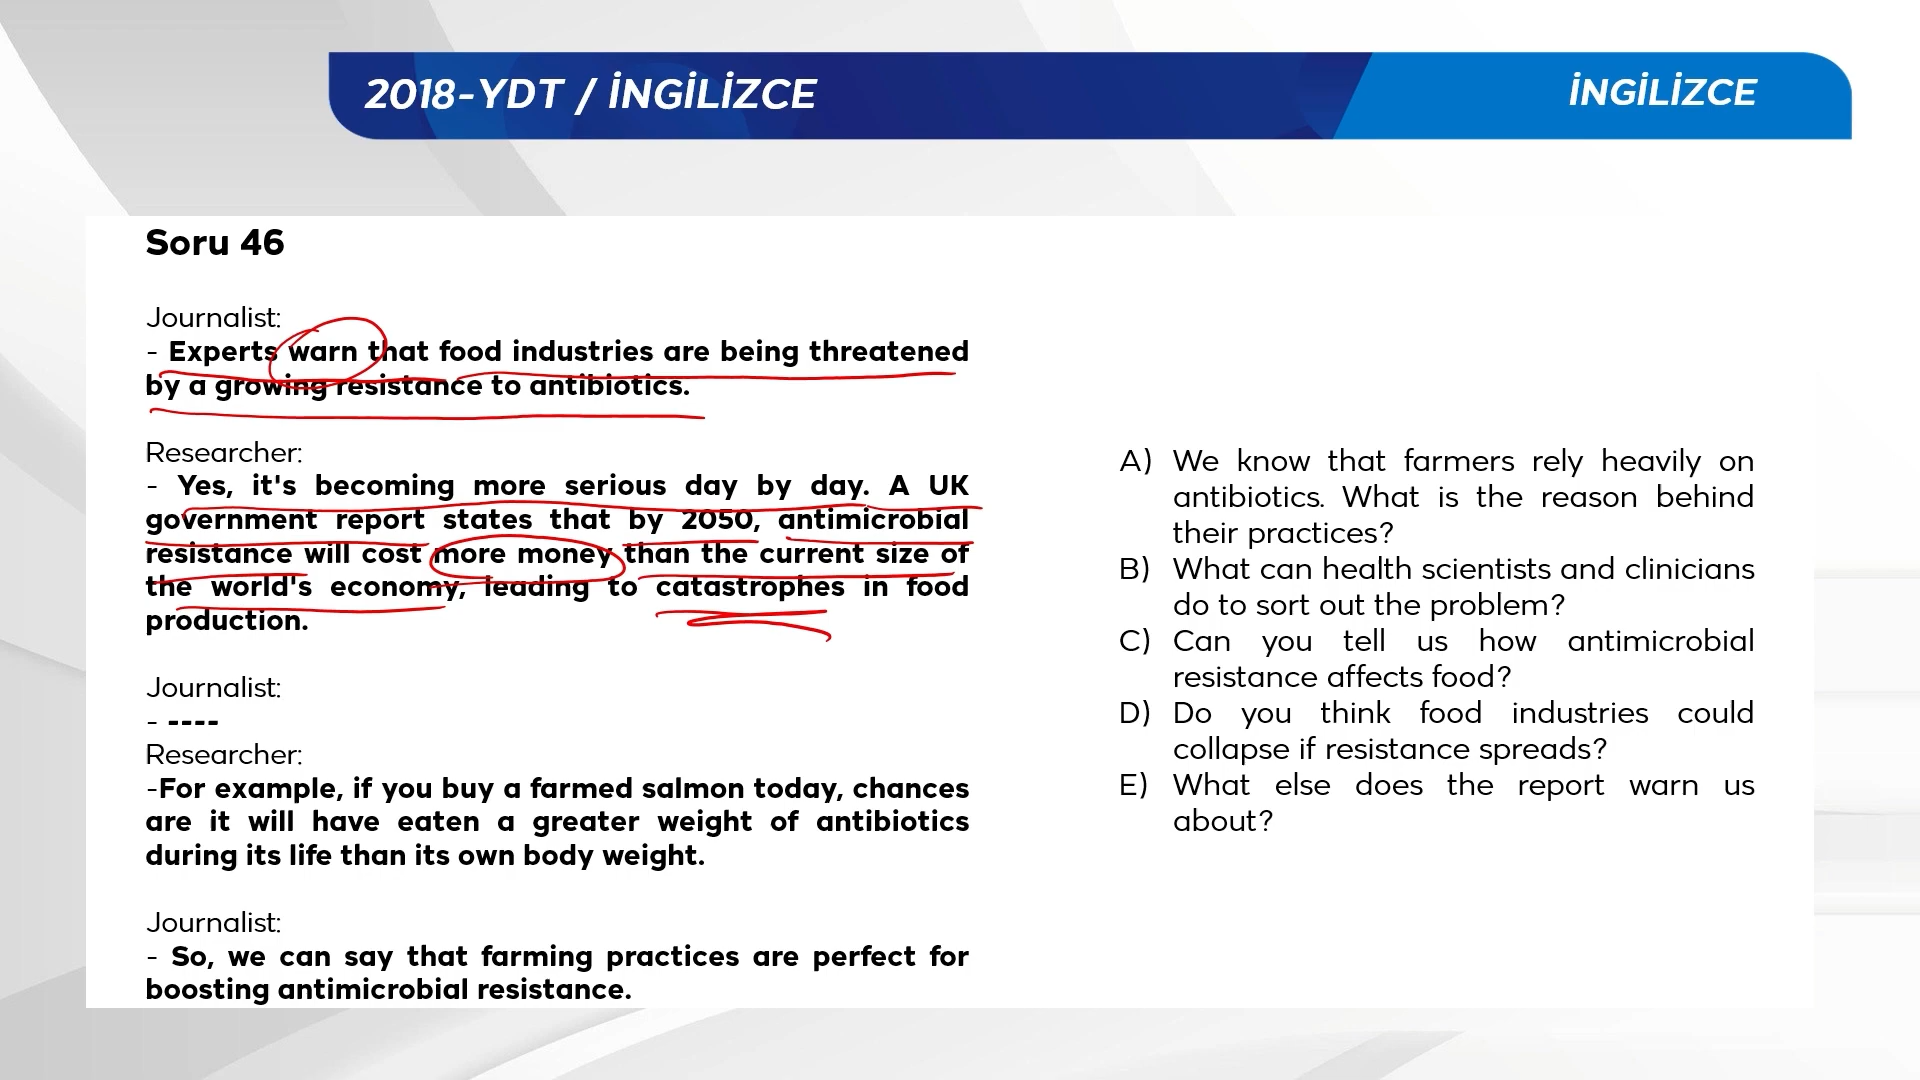 2018-YDT / İNGİLİZCE
İNGİLİZCE
Soru 46
Journalist:
- Experts warn that food industries are being threatened
by a growing resistance to antibiotics.
Researcher:
- Yes, it's becoming more serious day by day. A UK
government report states that by 2050, antimicrobial
resistance will cost more money than the current size of
the world's economy, leading to catastrophes in food
production.
Journalist:
- ----
Researcher:
-For example, if you buy a farmed salmon today, chances
are it will have eaten a greater weight of antibiotics
during its life than its own body weight.
Journalist:
- So, we can say that farming practices are perfect for
boosting antimicrobial resistance.
A) We know that farmers rely heavily on
antibiotics. What is the reason behind
their practices?
B) What can health scientists and clinicians
do to sort out the problem?
C) Can you tell us how antimicrobial
resistance affects food?
D) Do you think food industries could
collapse if resistance spreads?
E) What else does the report warn us
about?